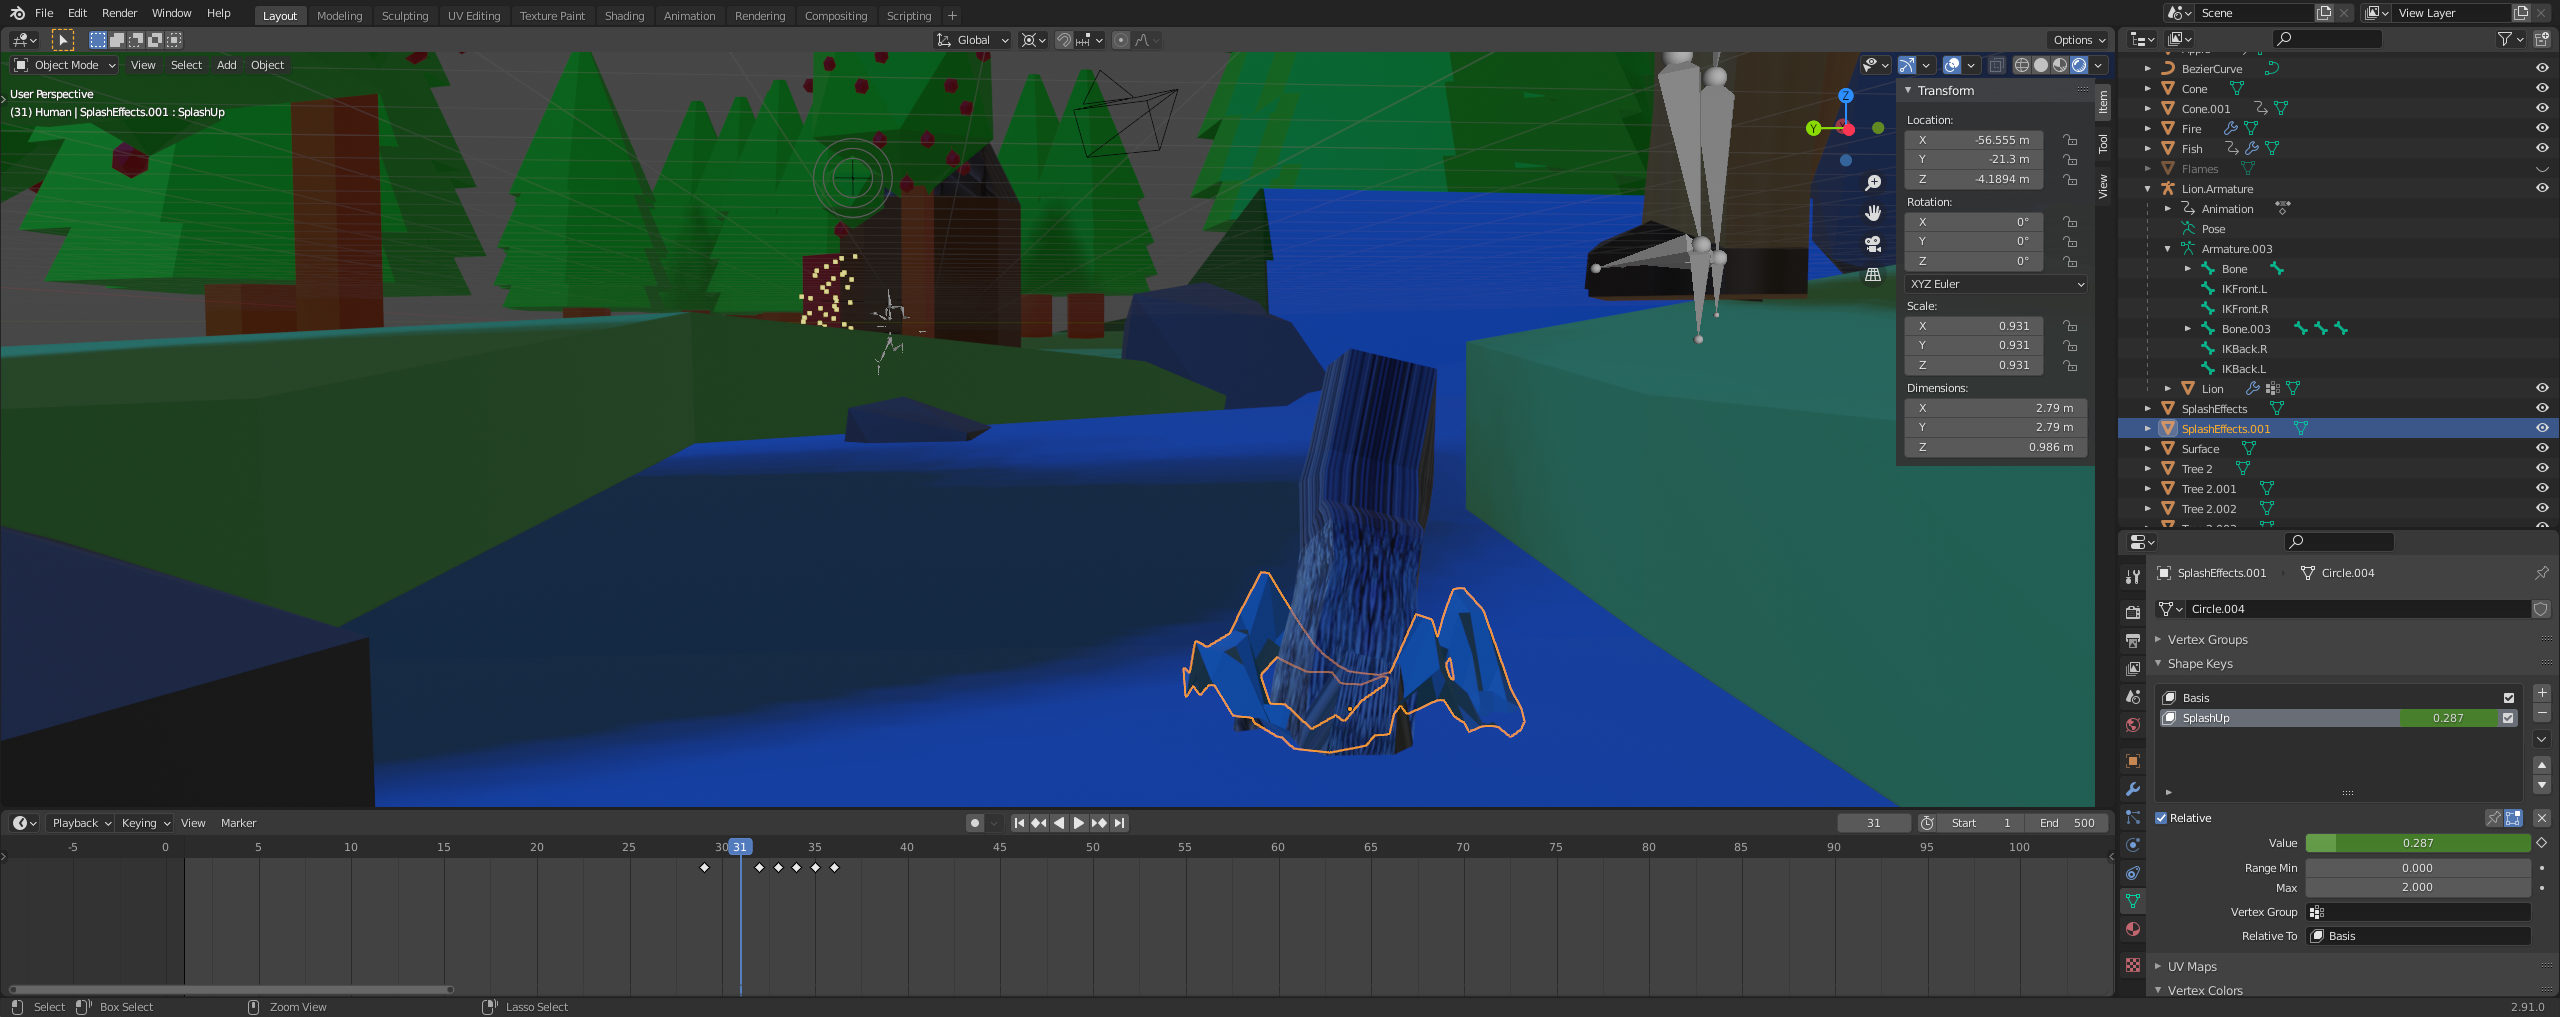 File Edit Render Window Help Layout Modeling Sculpting UV Editing Texture Paint Shading Animation Rendering Compositing Scripting + Scene View Layer
Global Options
Object Mode View Select Add Object
User Perspective
(31) Human | SplashEffects.001 : SplashUp
Z
Y
Transform
Location:
X -56.555 m
Y -21.3 m
Z -4.1894 m
Rotation:
X 0°
Y 0°
Z 0°
XYZ Euler
Scale:
X 0.931
Y 0.931
Z 0.931
Dimensions:
X 2.79 m
Y 2.79 m
Z 0.986 m
Item
Tool
View
BezierCurve
Cone
Cone.001
Fire
Fish
Flames
Lion.Armature
Animation
Pose
Armature.003
Bone
IKFront.L
IKFront.R
Bone.003
IKBack.R
IKBack.L
Lion
SplashEffects
SplashEffects.001
Surface
Tree 2
Tree 2.001
Tree 2.002
SplashEffects.001 Circle.004
Circle.004
Vertex Groups
Shape Keys
Basis
SplashUp 0.287
Relative
Value 0.287
Range Min 0.000
Max 2.000
Vertex Group
Relative To Basis
UV Maps
Vertex Colors
Playback Keying View Marker 31 Start 1 End 500
-5 0 5 10 15 20 25 30 31 35 40 45 50 55 60 65 70 75 80 85 90 95 100
Select Box Select Zoom View Lasso Select 2.91.0